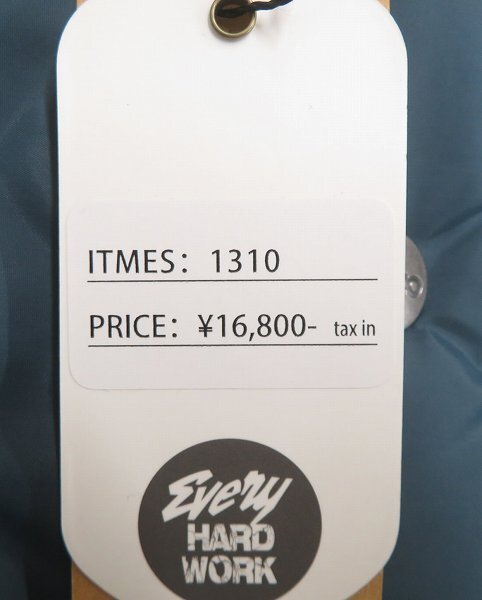 ITMES: 1310
PRICE: ¥16,800- tax in
Every
HARD
WORK